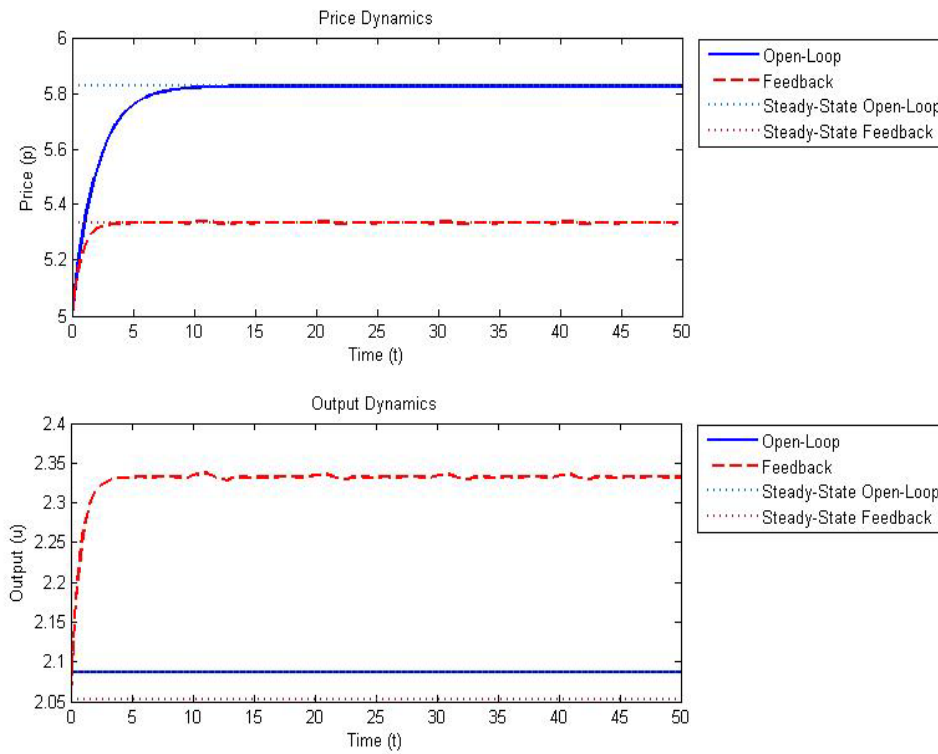 Price Dynamics
6
5.8
5.6
5.4
5.2
5
Price (p)
0 5 10 15 20 25 30 35 40 45 50
Time (t)
Open-Loop
Feedback
Steady-State Open-Loop
Steady-State Feedback
Output Dynamics
2.4
2.35
2.3
2.25
2.2
2.15
2.1
2.05
Output (u)
0 5 10 15 20 25 30 35 40 45 50
Time (t)
Open-Loop
Feedback
Steady-State Open-Loop
Steady-State Feedback